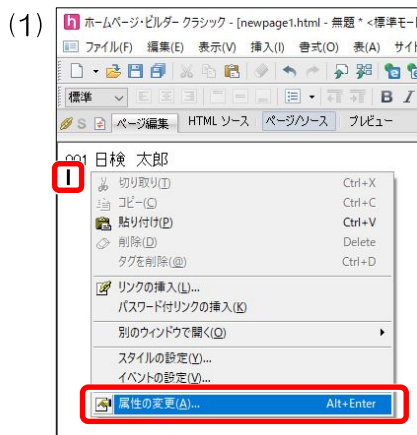 (1)
ホームページ・ビルダー クラシック - [newpage1.html - 無題 * <標準モー
ファイル(F) 編集(E) 表示(V) 挿入(I) 書式(O) 表(A) サイト
標準 B I
S ページ編集 HTML ソース ページ/ソース プレビュー
001 日検 太郎
切り取り(T) Ctrl+X
コピー(C) Ctrl+C
貼り付け(P) Ctrl+V
削除(D) Delete
タグを削除(@) Ctrl+D
リンクの挿入(L)...
パスワード付リンクの挿入(K)
別のウィンドウで開く(O)
スタイルの設定(Y)...
イベントの設定(V)...
属性の変更(A)... Alt+Enter